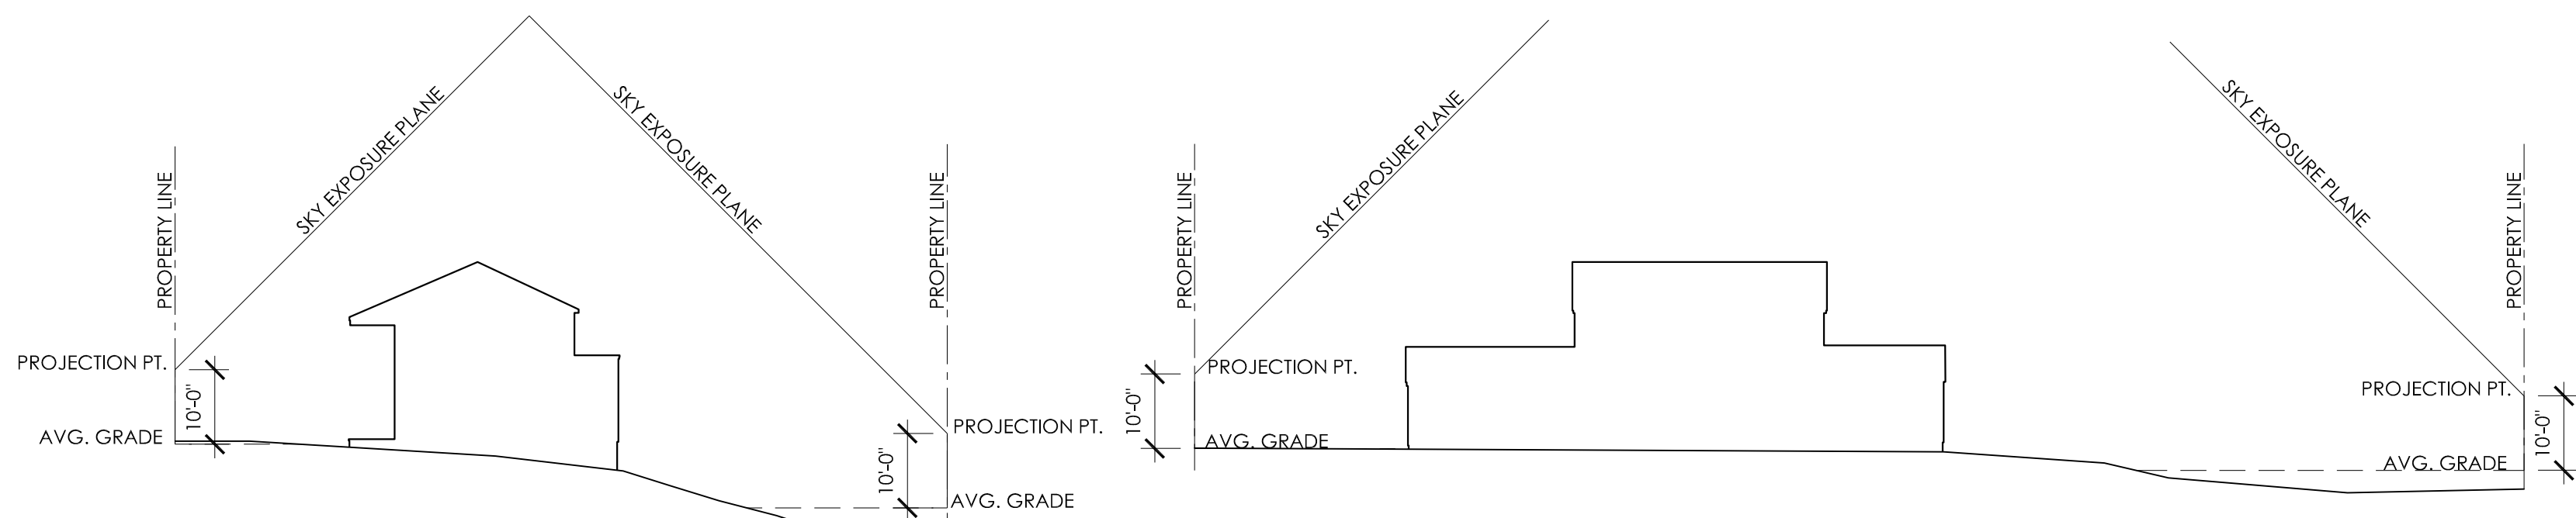 SKY EXPOSURE PLANE
SKY EXPOSURE PLANE
PROPERTY LINE
PROPERTY LINE
PROJECTION PT.
10'-0"
AVG. GRADE
PROJECTION PT.
10'-0"
AVG. GRADE
SKY EXPOSURE PLANE
SKY EXPOSURE PLANE
PROPERTY LINE
PROPERTY LINE
PROJECTION PT.
10'-0"
AVG. GRADE
PROJECTION PT.
10'-0"
AVG. GRADE